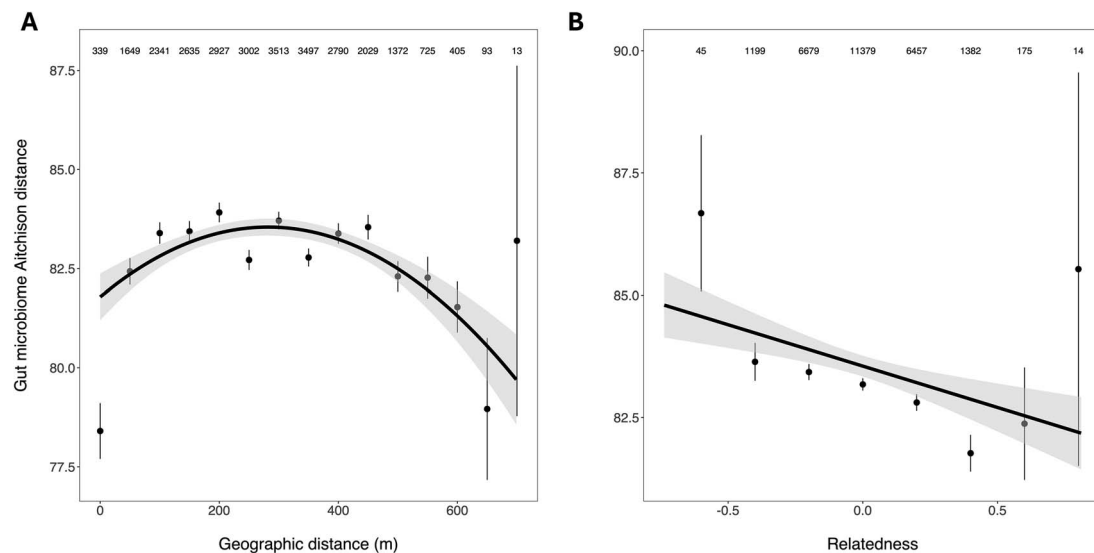 A
339 1649 2341 2635 2927 3002 3513 3497 2790 2029 1372 725 405 93 13
87.5
85.0
82.5
80.0
77.5
Gut microbiome Aitchison distance
0 200 400 600
Geographic distance (m)
B
45 1199 6679 11379 6457 1382 175 14
90.0
87.5
85.0
82.5
-0.5 0.0 0.5
Relatedness